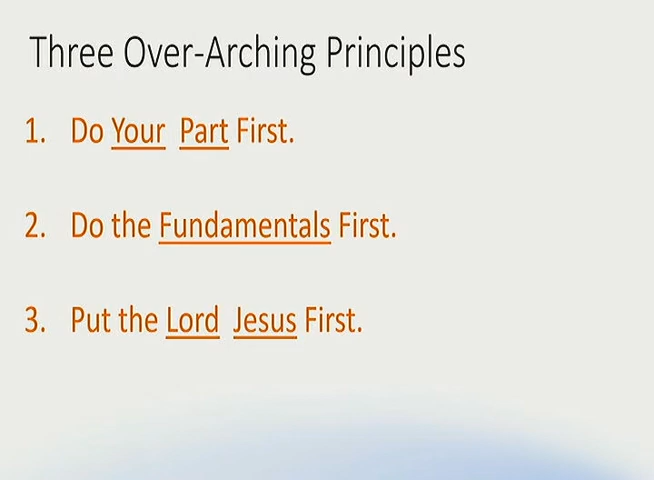 Three Over-Arching Principles
1. Do Your Part First.
2. Do the Fundamentals First.
3. Put the Lord Jesus First.